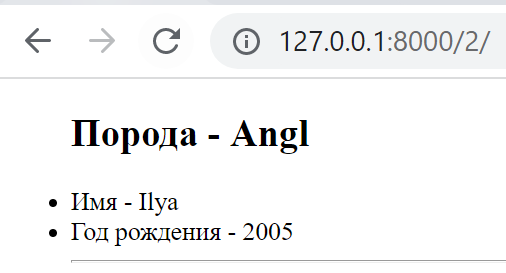 127.0.0.1:8000/2/
Порода - Angl
Имя - Ilya
Год рождения - 2005